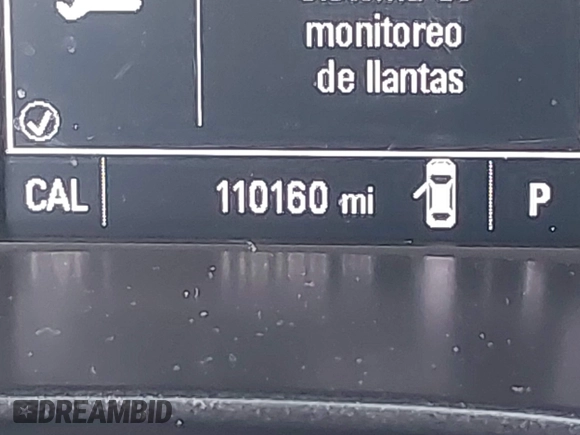 monitoreo
de llantas
CAL 110160 mi P
DREAMBID